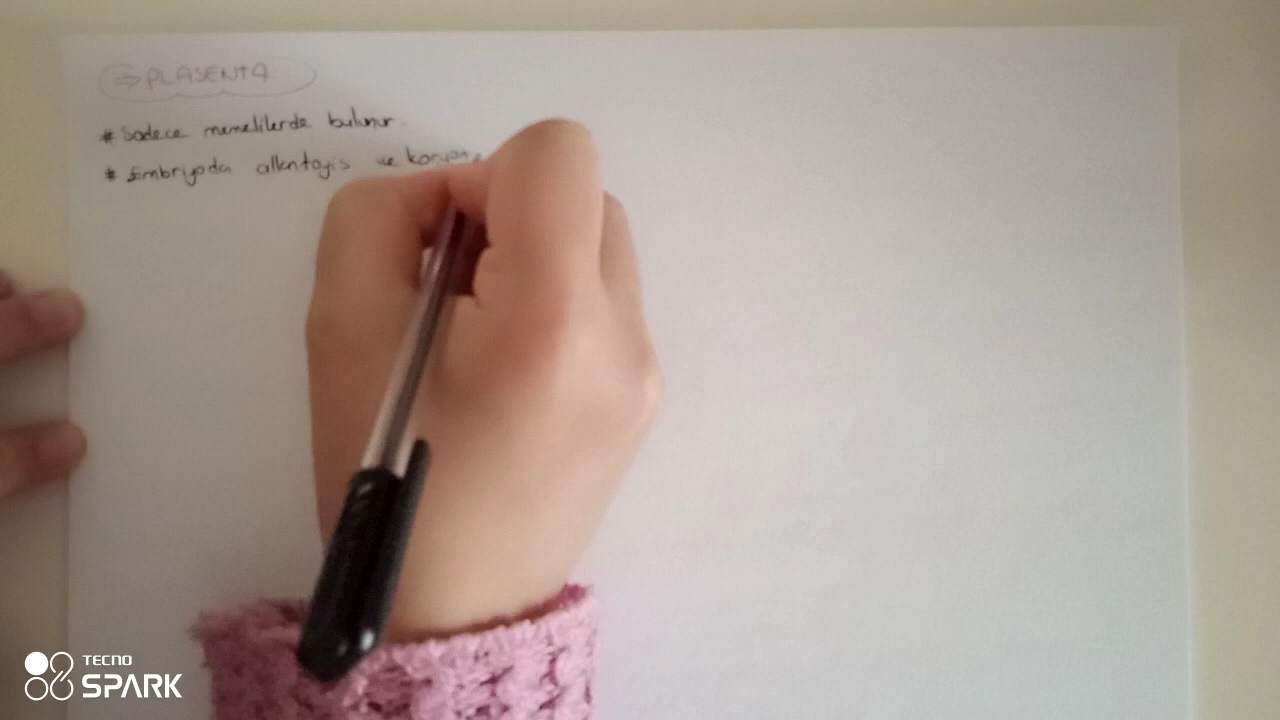 ⇒ PLASENTA
* Sadece memelilerde bulunur.
* Embriyoda allantoyis ve koryon
TECNO
SPARK